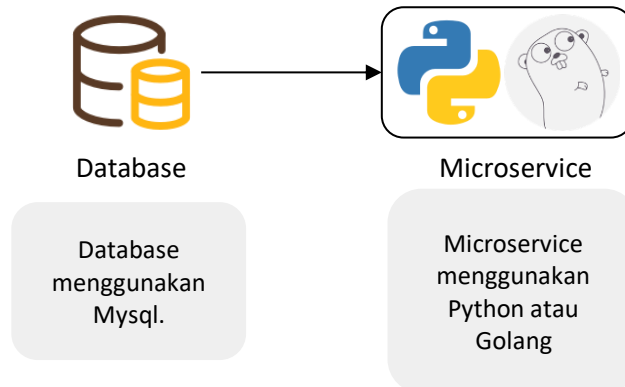 Database
Microservice
Database
menggunakan
Mysql.
Microservice
menggunakan
Python atau
Golang